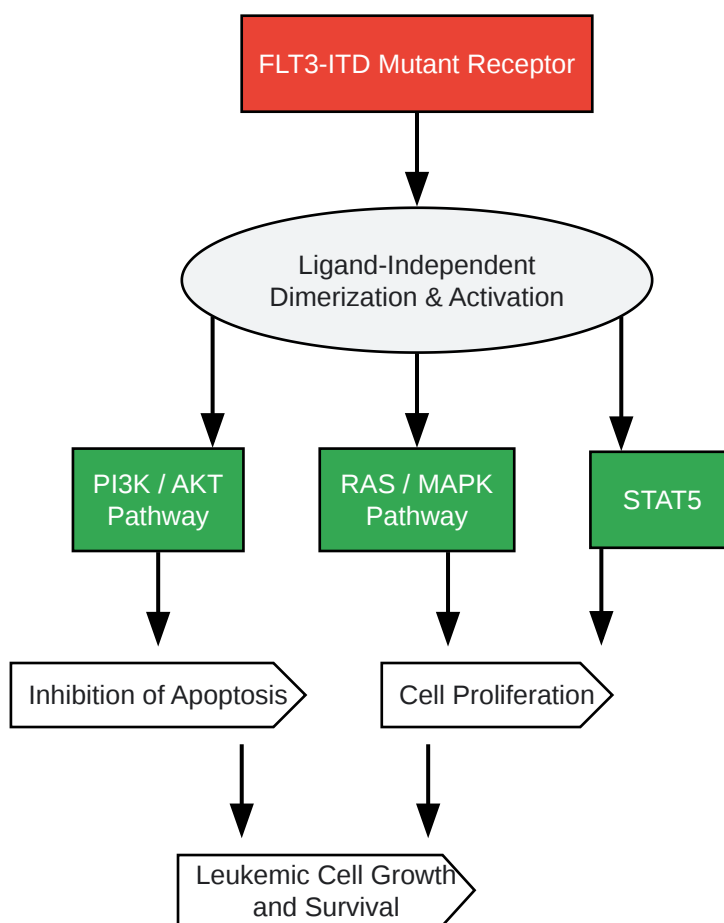 FLT3-ITD Mutant Receptor
Ligand-Independent
Dimerization & Activation
PI3K / AKT
Pathway
RAS / MAPK
Pathway
STAT5
Inhibition of Apoptosis
Cell Proliferation
Leukemic Cell Growth
and Survival